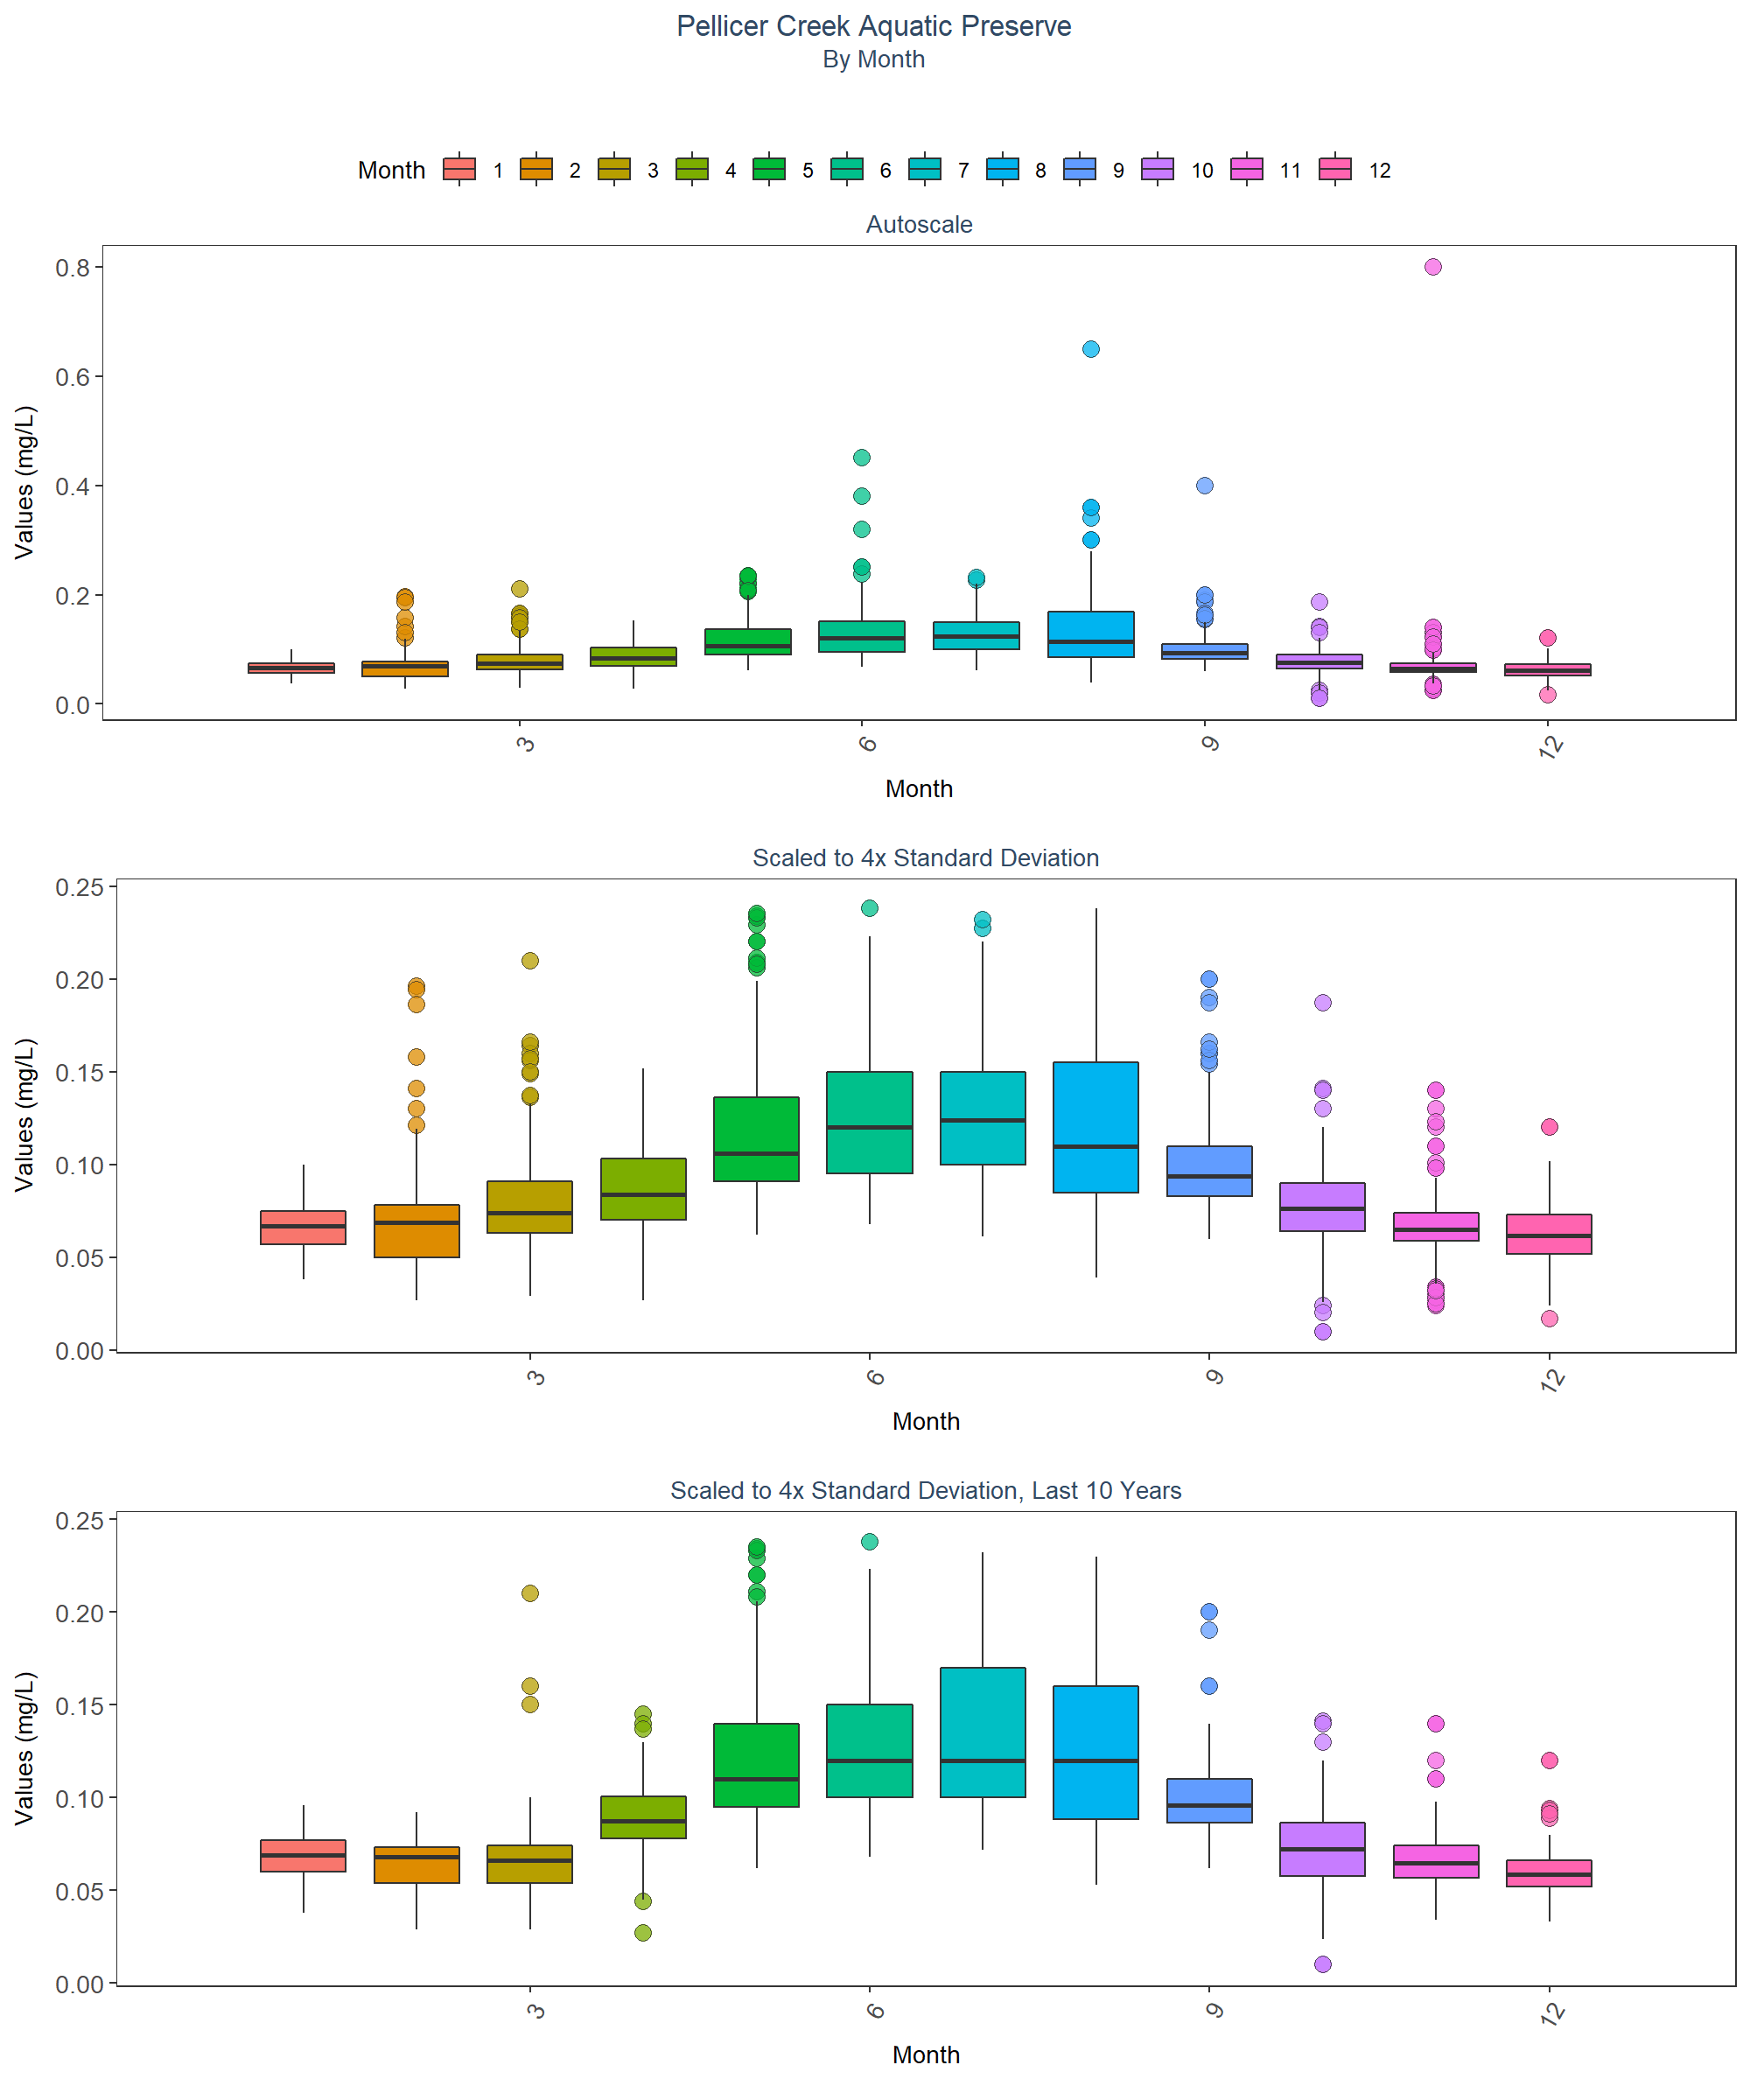 Pellicer Creek Aquatic Preserve
By Month
Month 1 2 3 4 5 6 7 8 9 10 11 12
Autoscale
Values (mg/L)
0.8
0.6
0.4
0.2
0.0
3 6 9 12
Month
Scaled to 4x Standard Deviation
Values (mg/L)
0.25
0.20
0.15
0.10
0.05
0.00
3 6 9 12
Month
Scaled to 4x Standard Deviation, Last 10 Years
Values (mg/L)
0.25
0.20
0.15
0.10
0.05
0.00
3 6 9 12
Month